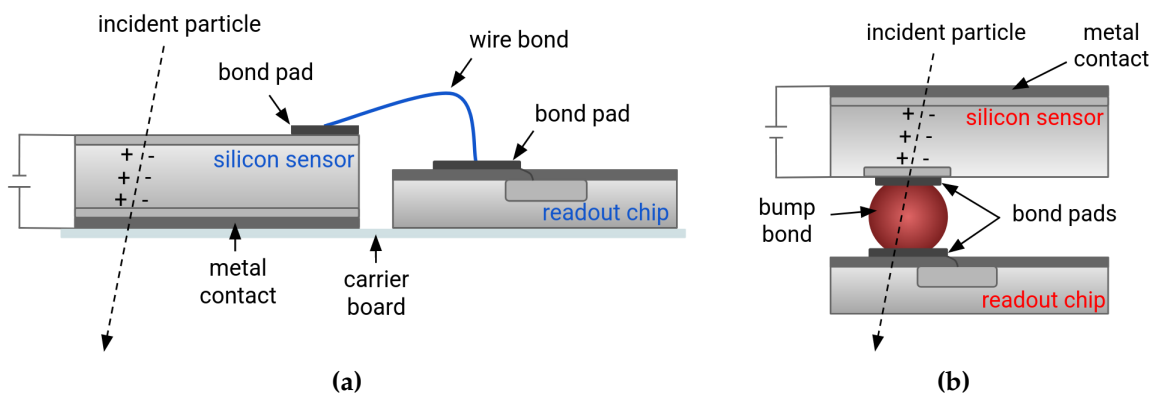 incident particle
wire bond
bond pad
bond pad
silicon sensor
+ -
+ -
+ -
readout chip
metal
contact
carrier
board
(a)
incident particle
metal
contact
silicon sensor
+ -
+ -
+ -
bump
bond
bond pads
readout chip
(b)